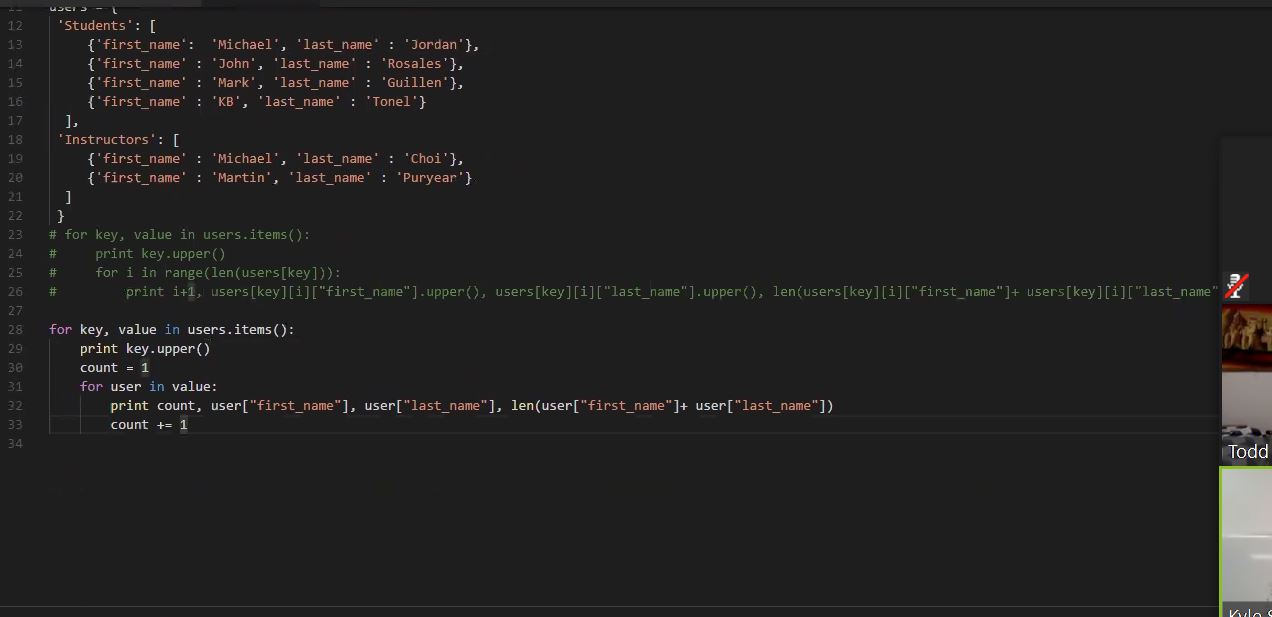 11 users = {
12 'Students': [
13 {'first_name':  'Michael', 'last_name' : 'Jordan'},
14 {'first_name' : 'John', 'last_name' : 'Rosales'},
15 {'first_name' : 'Mark', 'last_name' : 'Guillen'},
16 {'first_name' : 'KB', 'last_name' : 'Tonel'}
17 ],
18 'Instructors': [
19 {'first_name' : 'Michael', 'last_name' : 'Choi'},
20 {'first_name' : 'Martin', 'last_name' : 'Puryear'}
21 ]
22 }
23 # for key, value in users.items():
24 #     print key.upper()
25 #     for i in range(len(users[key])):
26 #         print i+1, users[key][i]["first_name"].upper(), users[key][i]["last_name"].upper(), len(users[key][i]["first_name"]+ users[key][i]["last_name"
27
28 for key, value in users.items():
29     print key.upper()
30     count = 1
31     for user in value:
32         print count, user["first_name"], user["last_name"], len(user["first_name"]+ user["last_name"])
33         count += 1
34
Todd
Kyle S